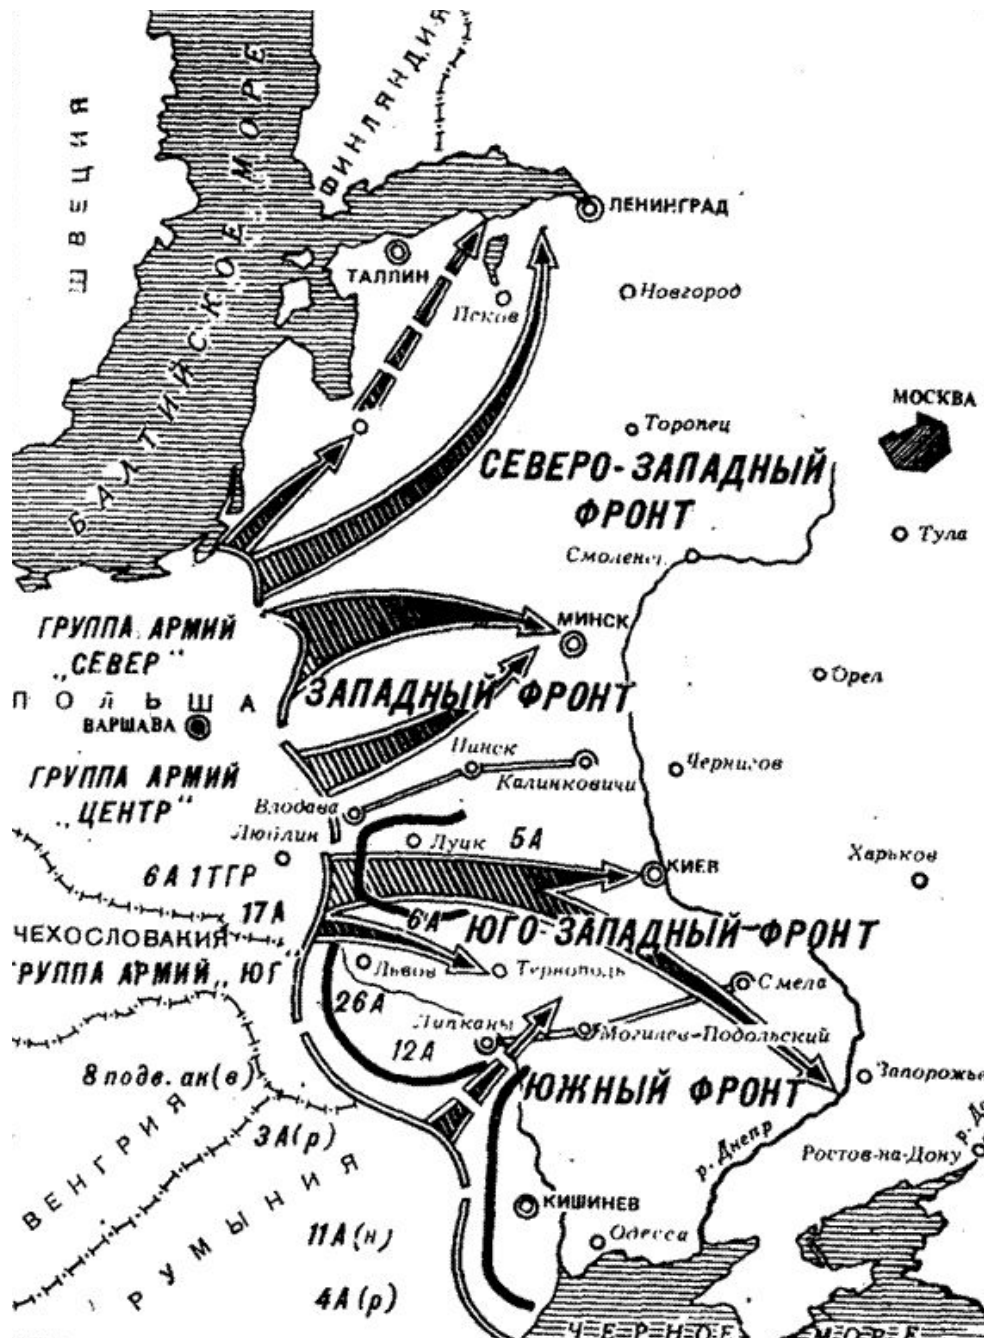 ШВЕЦИЯ
БАЛТИЙСКОЕ МОРЕ
ФИНЛЯНДИЯ
ЛЕНИНГРАД
ТАЛЛИН
Псков
Новгород
МОСКВА
Торопец
СЕВЕРО-ЗАПАДНЫЙ
ФРОНТ
Тула
Смоленск
ГРУППА АРМИЙ
„СЕВЕР"
МИНСК
ПОЛЬША
ВАРШАВА
ЗАПАДНЫЙ ФРОНТ
Орел
ГРУППА АРМИЙ
„ЦЕНТР"
Пинск
Калинковичи
Чернигов
Влодава
Люблин
Луцк
5А
Харьков
КИЕВ
6А 1ТГР
17А
6А
ЮГО-ЗАПАДНЫЙ ФРОНТ
ЧЕХОСЛОВАКИЯ
ГРУППА АРМИЙ „ЮГ"
Львов
Тернополь
Смела
26А
Липканы
12А
Могилев-Подольский
8 подв. ак(в)
ЮЖНЫЙ ФРОНТ
Запорожье
3А(р)
ВЕНГРИЯ
р. Днепр
Ростов-на-Дону
РУМЫНИЯ
КИШИНЕВ
11А(н)
Одесса
4А(р)
ЧЕРНОЕ МОРЕ